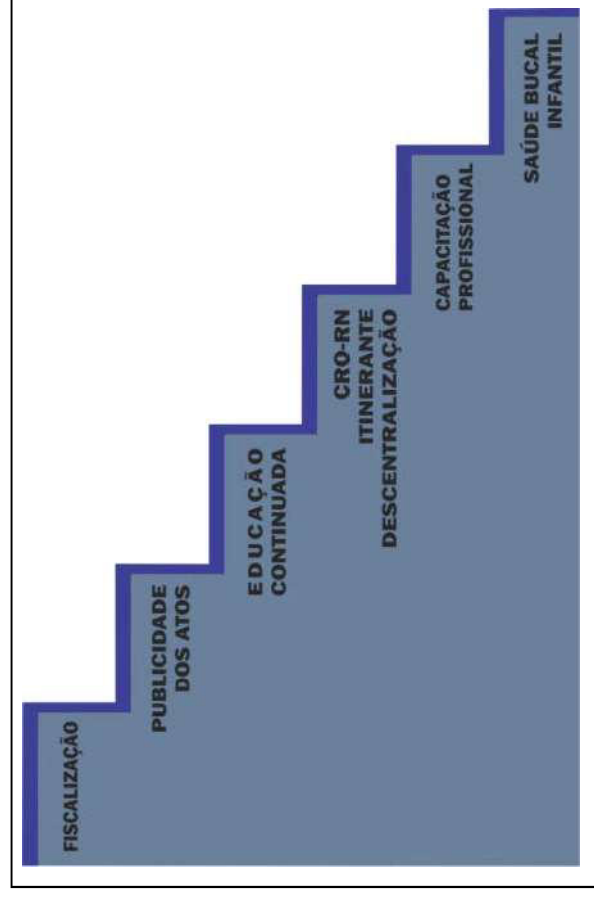 FISCALIZAÇÃO
PUBLICIDADE
DOS ATOS
EDUCAÇÃO
CONTINUADA
CRO-RN
ITINERANTE
DESCENTRALIZAÇÃO
CAPACITAÇÃO
PROFISSIONAL
SAÚDE BUCAL
INFANTIL